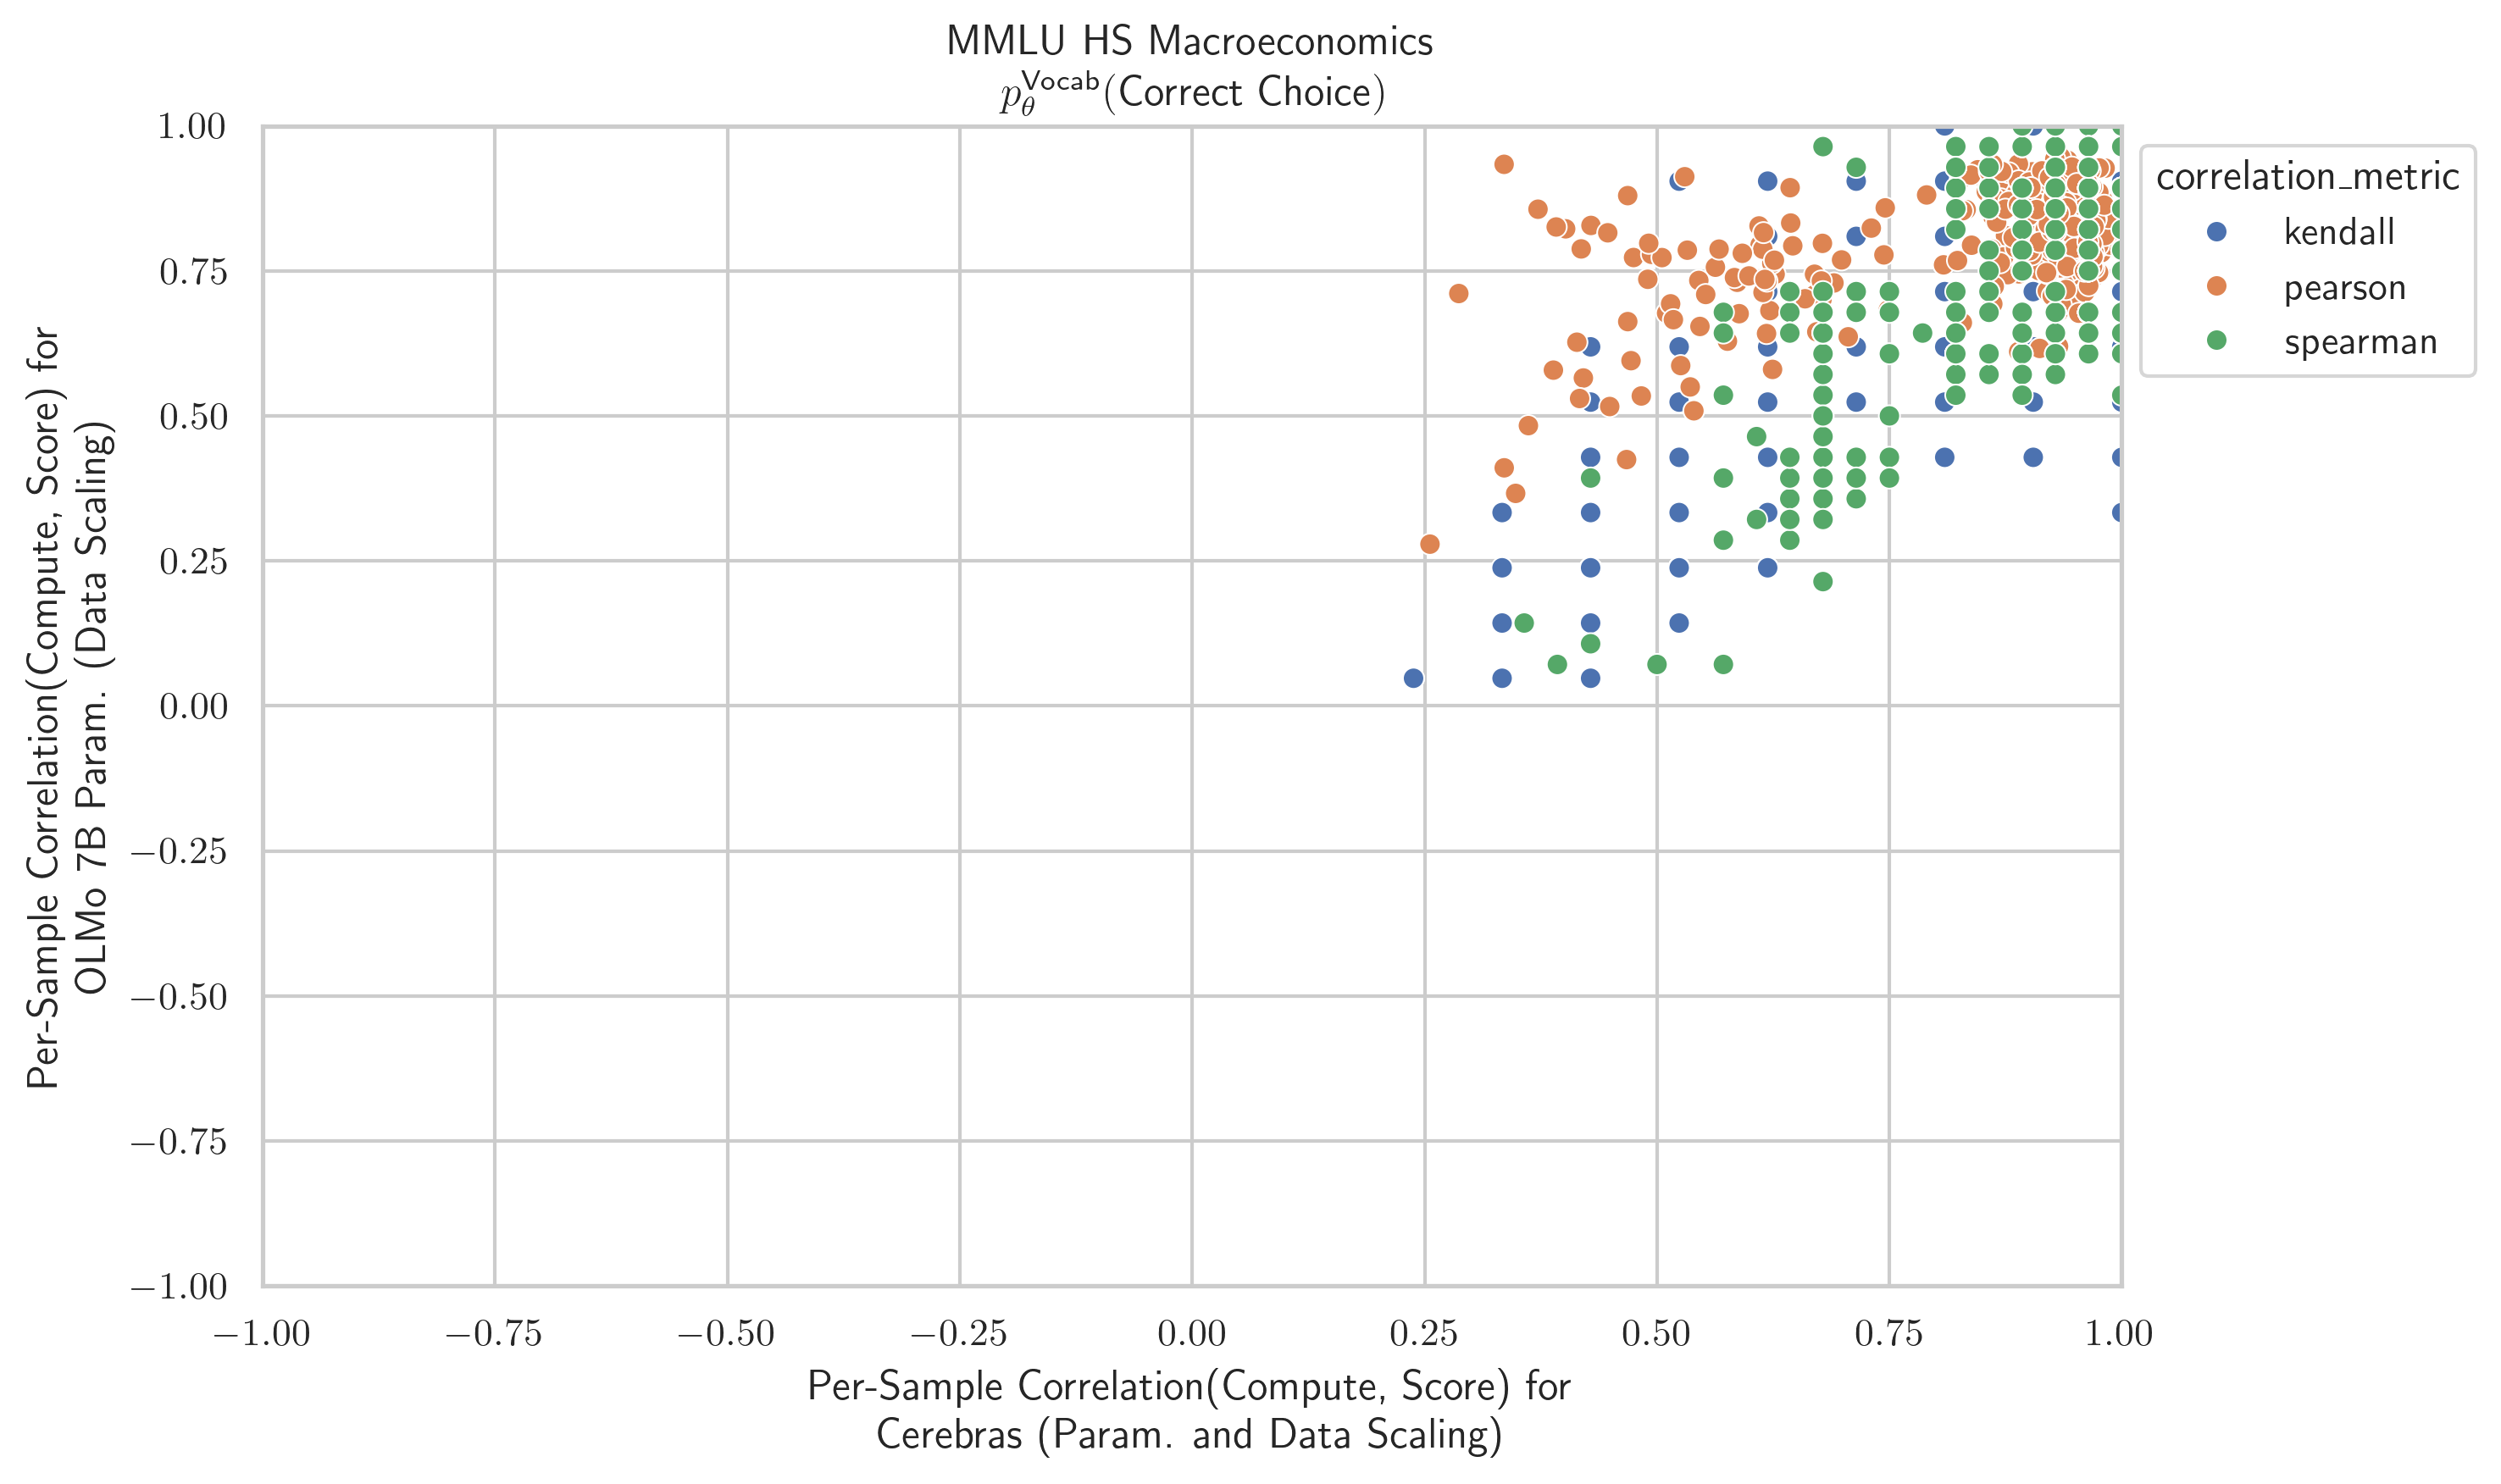 MMLU HS Macroeconomics
p_θ^Vocab(Correct Choice)
Per-Sample Correlation(Compute, Score) for
OLMo 7B Param. (Data Scaling)
1.00
0.75
0.50
0.25
0.00
−0.25
−0.50
−0.75
−1.00
−1.00 −0.75 −0.50 −0.25 0.00 0.25 0.50 0.75 1.00
Per-Sample Correlation(Compute, Score) for
Cerebras (Param. and Data Scaling)
correlation_metric
kendall
pearson
spearman